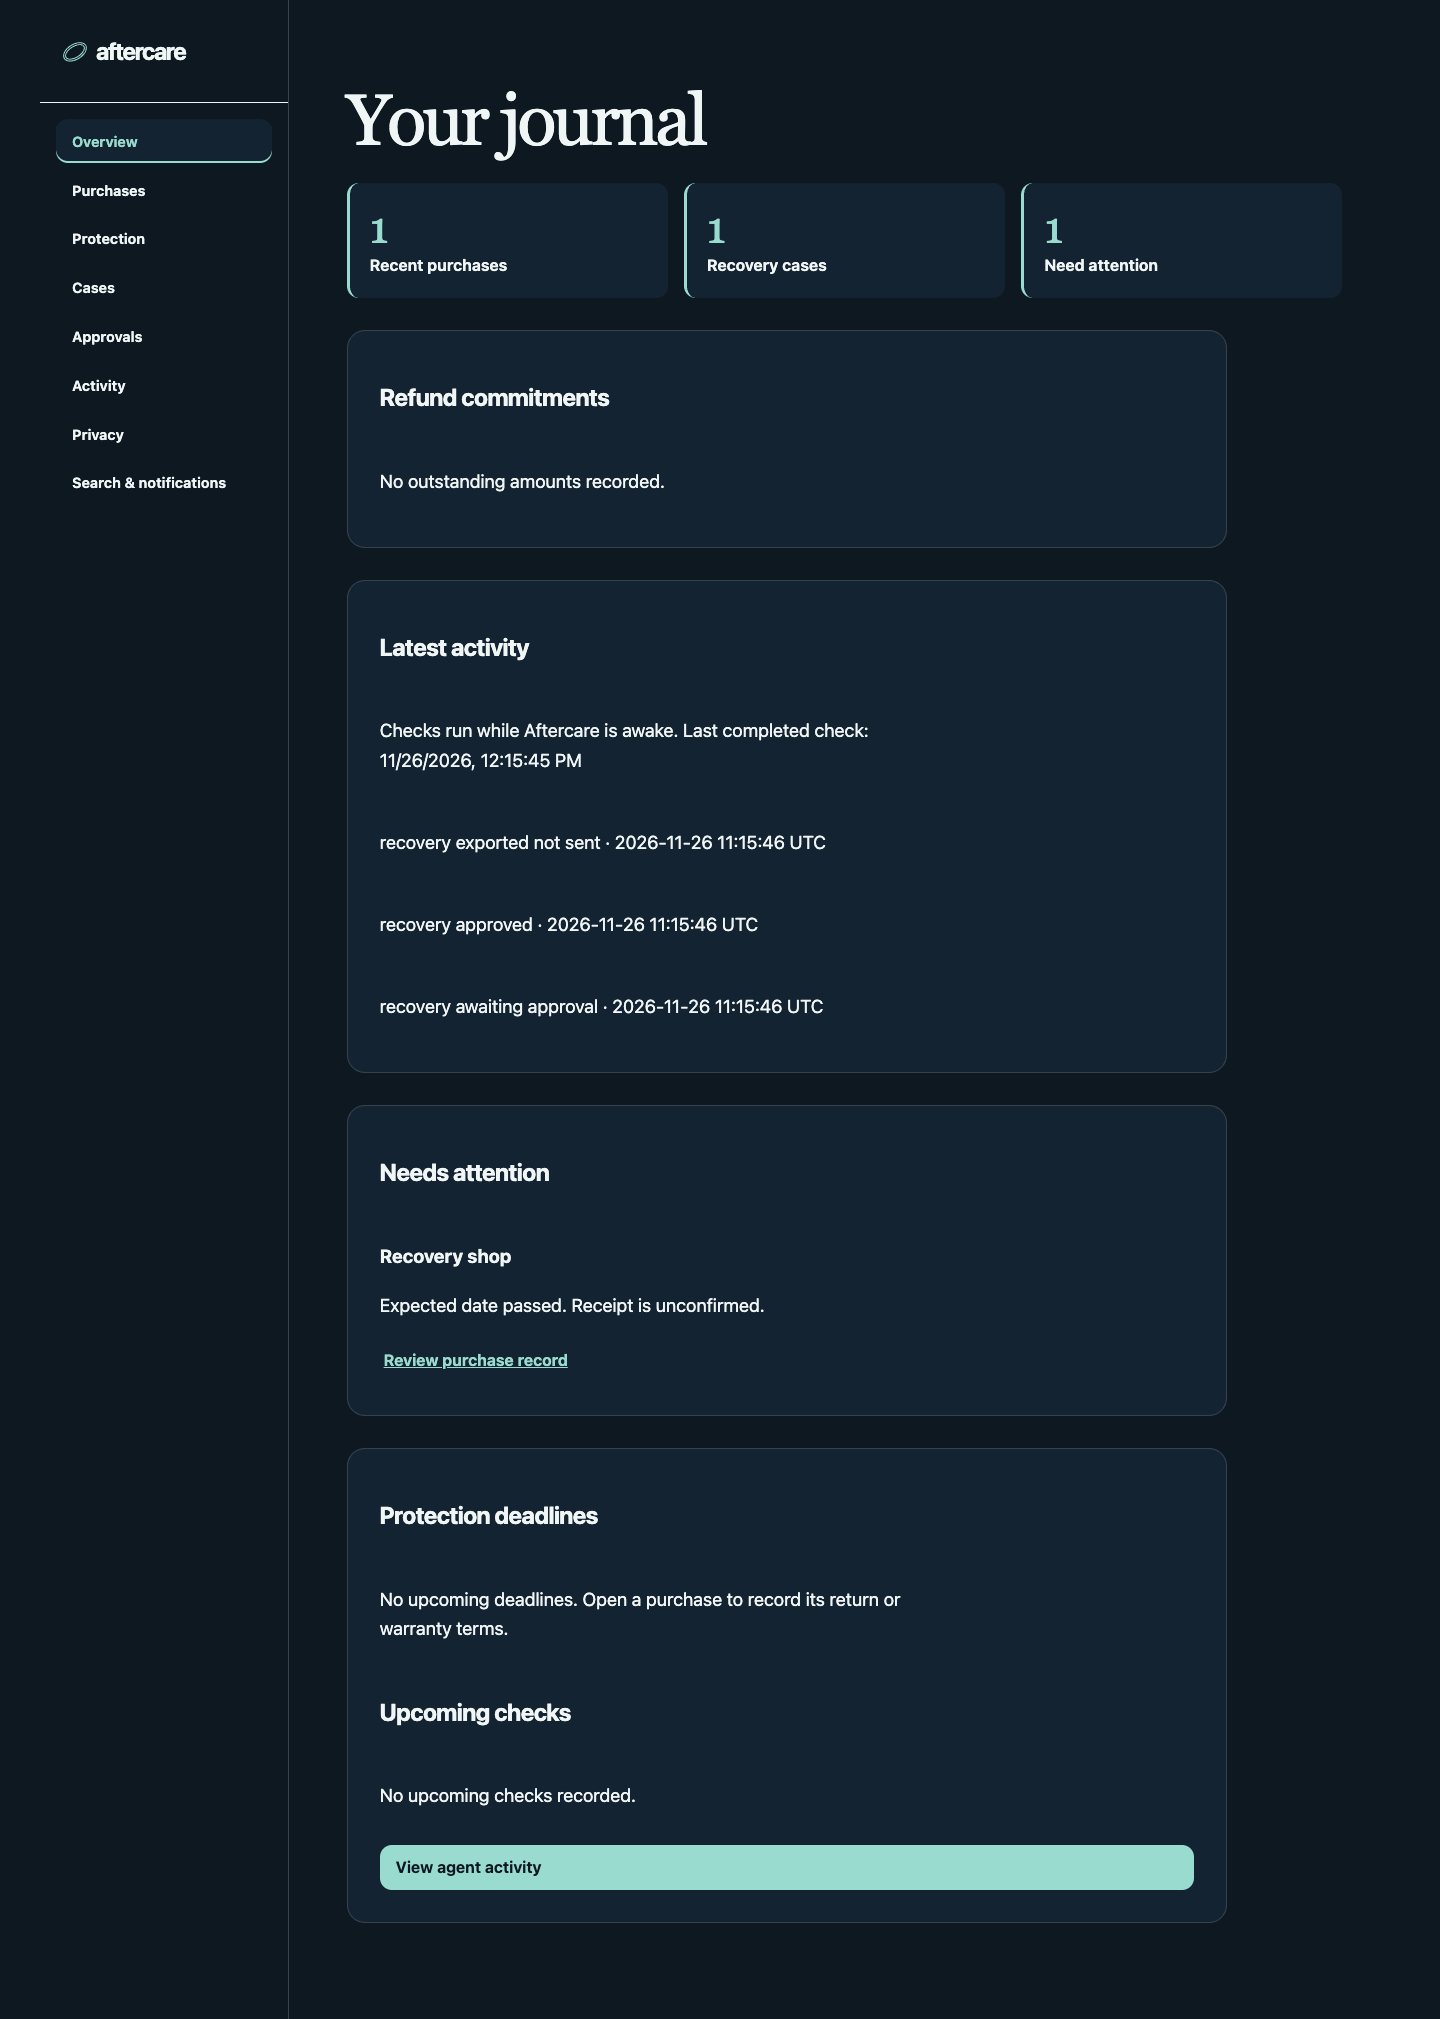 aftercare
Overview
Purchases
Protection
Cases
Approvals
Activity
Privacy
Search & notifications
Your journal
1
Recent purchases
1
Recovery cases
1
Need attention
Refund commitments
No outstanding amounts recorded.
Latest activity
Checks run while Aftercare is awake. Last completed check:
11/26/2026, 12:15:45 PM
recovery exported not sent · 2026-11-26 11:15:46 UTC
recovery approved · 2026-11-26 11:15:46 UTC
recovery awaiting approval · 2026-11-26 11:15:46 UTC
Needs attention
Recovery shop
Expected date passed. Receipt is unconfirmed.
Review purchase record
Protection deadlines
No upcoming deadlines. Open a purchase to record its return or
warranty terms.
Upcoming checks
No upcoming checks recorded.
View agent activity